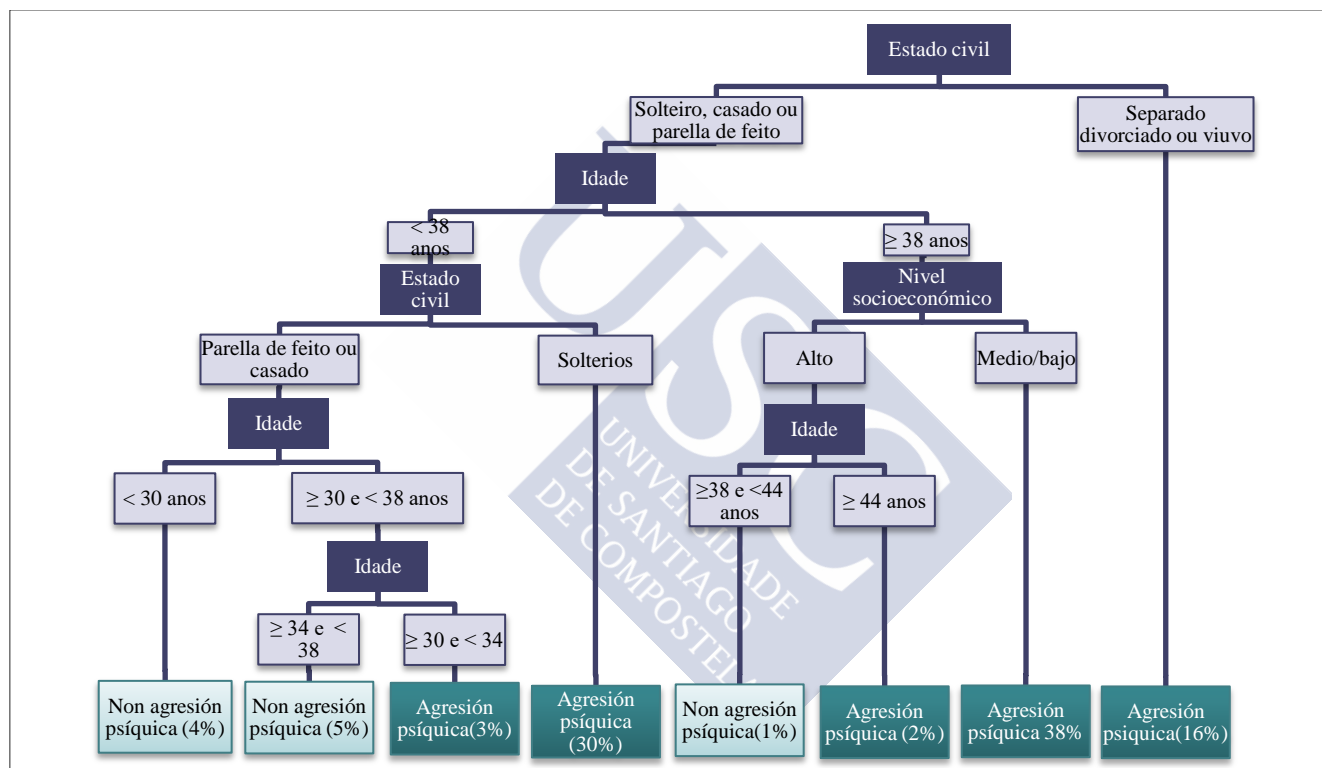 Estado civil
Solteiro, casado ou
parella de feito
Separado
divorciado ou viuvo
Idade
< 38
anos
≥ 38 anos
Estado
civil
Nivel
socioeconómico
Parella de feito ou
casado
Solterios
Alto
Medio/bajo
Idade
Idade
< 30 anos
≥ 30 e < 38 anos
≥38 e <44
anos
≥ 44 anos
Idade
≥ 34 e <
38
≥ 30 e < 34
Non agresión
psíquica (4%)
Non agresión
psíquica (5%)
Agresión
psíquica(3%)
Agresión
psíquica
(30%)
Non agresión
psíquica(1%)
Agresión
psíquica (2%)
Agresión
psíquica 38%
Agresión
psiquica(16%)
USC
UNIVERSIDADE
DE SANTIAGO
DE COMPOSTELA